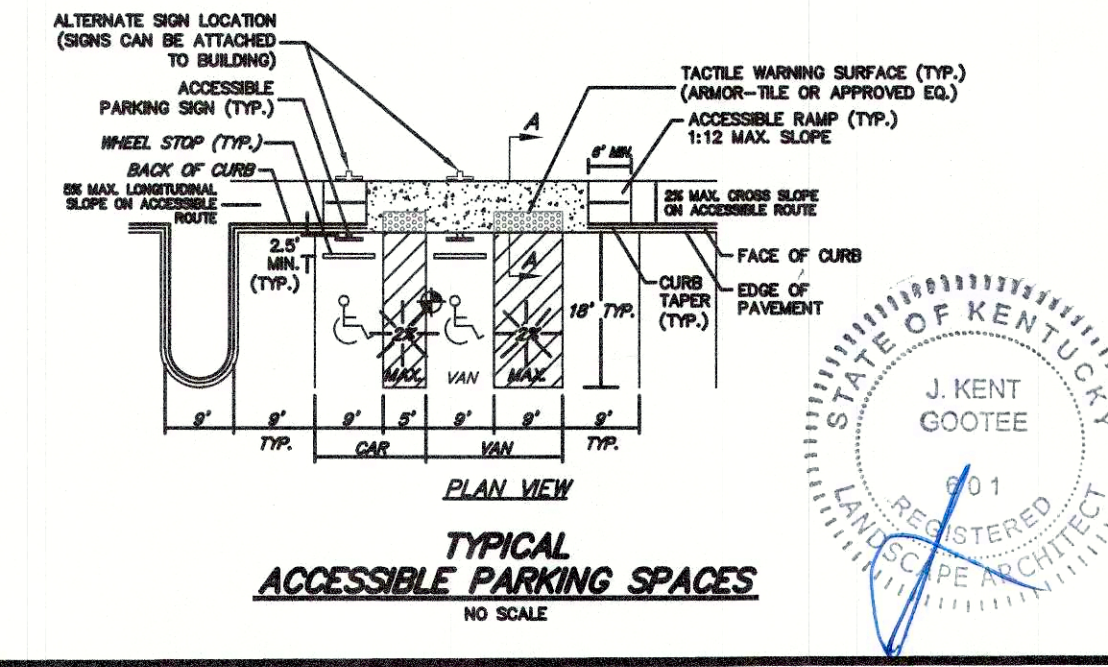 ALTERNATE SIGN LOCATION
(SIGNS CAN BE ATTACHED
TO BUILDING)
ACCESSIBLE
PARKING SIGN (TYP.)
WHEEL STOP (TYP.)
BACK OF CURB
5% MAX. LONGITUDINAL
SLOPE ON ACCESSIBLE
ROUTE
2.5'
MIN.
(TYP.)
TACTILE WARNING SURFACE (TYP.)
(ARMOR-TILE OR APPROVED EQ.)
A
ACCESSIBLE RAMP (TYP.)
1:12 MAX. SLOPE
6' MIN.
2% MAX. CROSS SLOPE
ON ACCESSIBLE ROUTE
A
FACE OF CURB
CURB
TAPER
(TYP.)
EDGE OF
PAVEMENT
18' TYP.
2%
MAX.
VAN
2%
MAX.
9'
9'
TYP.
9'
5'
9'
9'
9'
TYP.
CAR
VAN
PLAN VIEW
TYPICAL
ACCESSIBLE PARKING SPACES
NO SCALE
STATE OF KENTUCKY
J. KENT
GOOTEE
601
REGISTERED
LANDSCAPE ARCHITECT